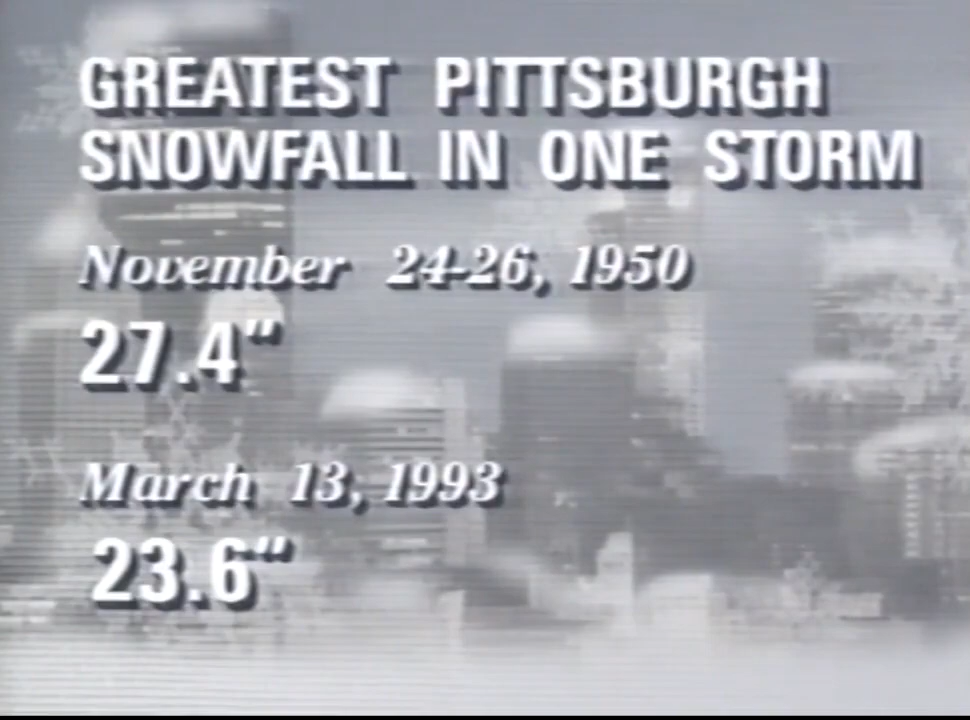 GREATEST PITTSBURGH
SNOWFALL IN ONE STORM
November 24-26, 1950
27.4"
March 13, 1993
23.6"